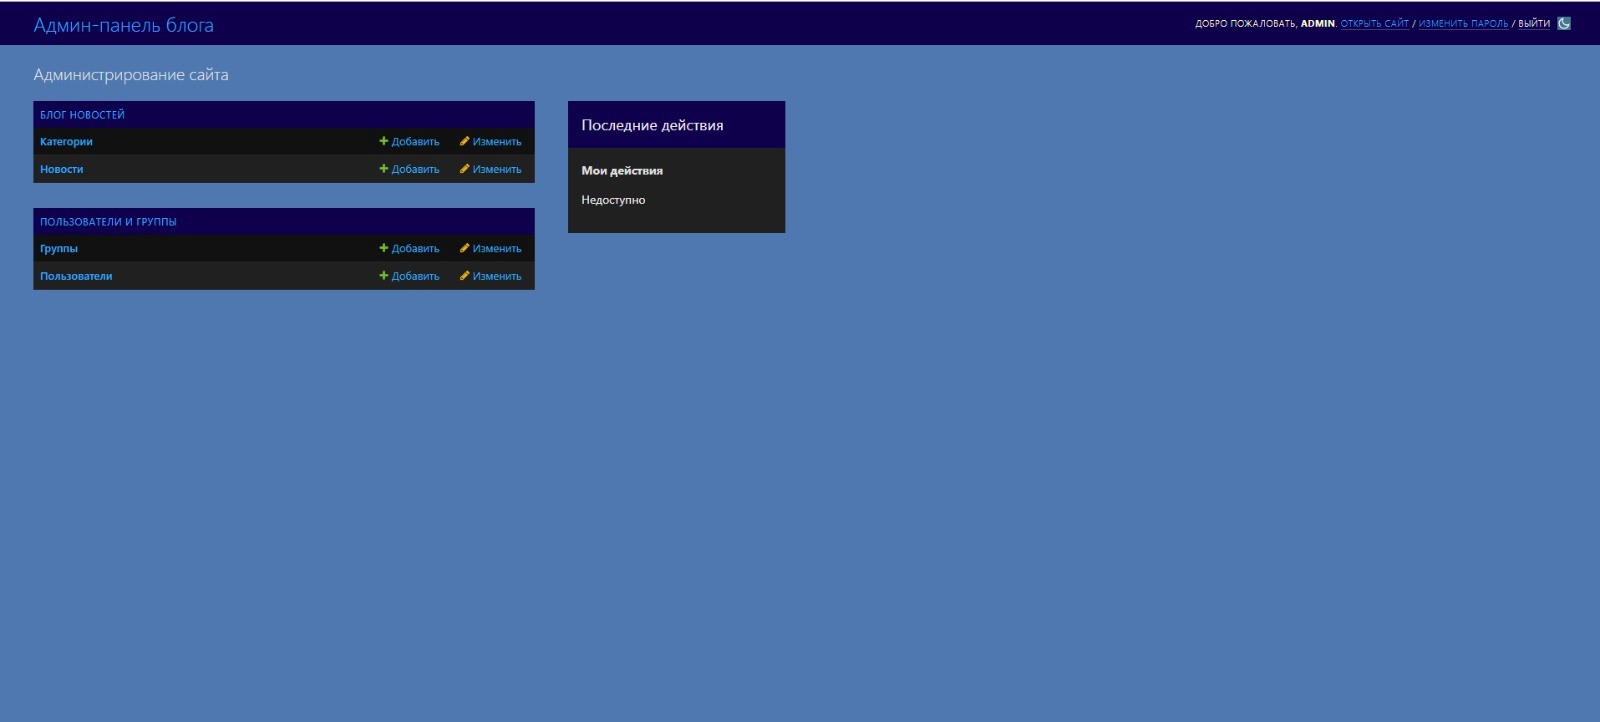 Админ-панель блога
ДОБРО ПОЖАЛОВАТЬ, ADMIN. ОТКРЫТЬ САЙТ / ИЗМЕНИТЬ ПАРОЛЬ / ВЫЙТИ
Администрирование сайта
БЛОГ НОВОСТЕЙ
Категории Добавить Изменить
Новости Добавить Изменить
ПОЛЬЗОВАТЕЛИ И ГРУППЫ
Группы Добавить Изменить
Пользователи Добавить Изменить
Последние действия
Мои действия
Недоступно